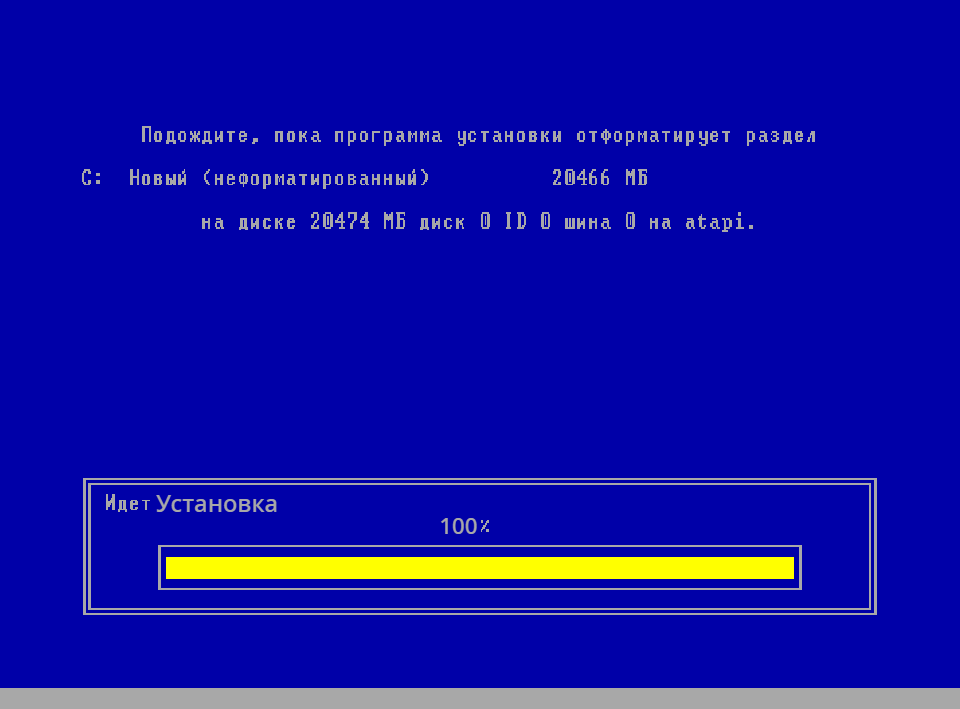 Подождите, пока программа установки отформатирует раздел
C: Новый (неформатированный) 20466 МБ
на диске 20474 МБ диск 0 ID 0 шина 0 на atapi.
Идет Установка
100%